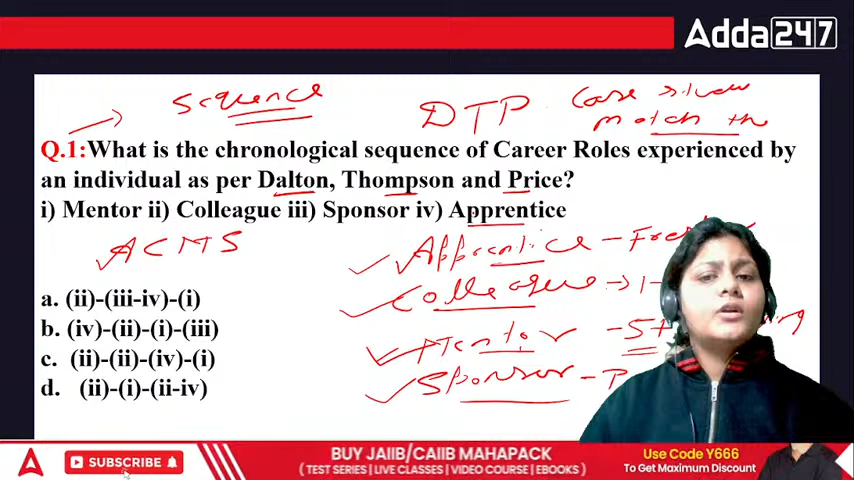 Adda247
Sequence
DTP
Case
match the
Q.1:What is the chronological sequence of Career Roles experienced by
an individual as per Dalton, Thompson and Price?
i) Mentor ii) Colleague iii) Sponsor iv) Apprentice
ACMS
Apprentice -
Colleague → 1-
Mentor - St
Sponsor - P
a. (ii)-(iii-iv)-(i)
b. (iv)-(ii)-(i)-(iii)
c. (ii)-(ii)-(iv)-(i)
d. (ii)-(i)-(ii-iv)
SUBSCRIBE
BUY JAIIB/CAIIB MAHAPACK
( TEST SERIES | LIVE CLASSES | VIDEO COURSE | EBOOKS )
Use Code Y666
To Get Maximum Discount